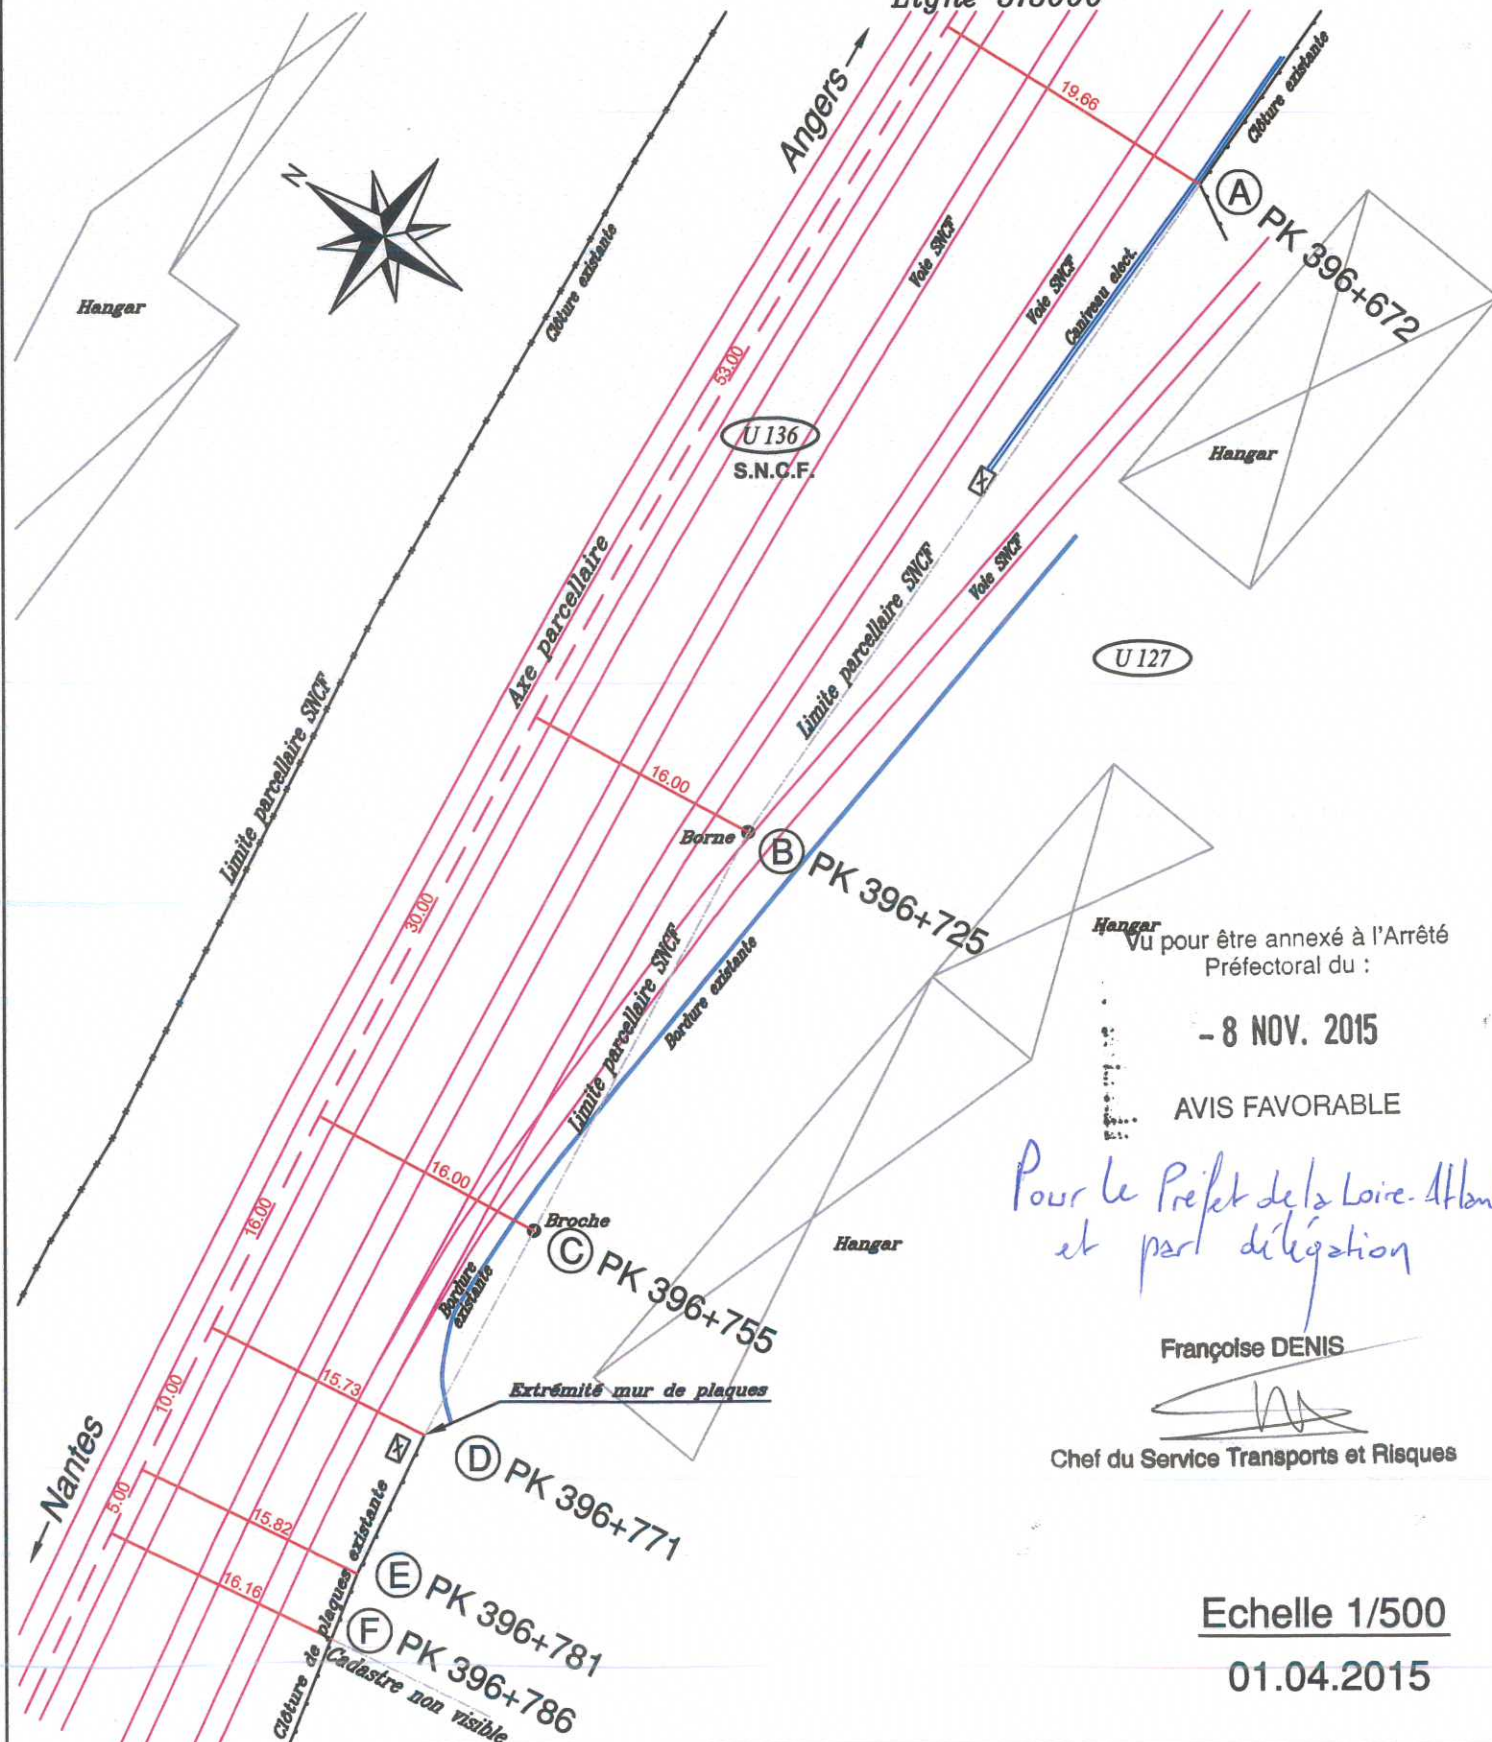 Ligne 515000
Angers
19.66
Clôture existante
N
A PK 396+672
Hangar
Clôture existante
Voie SNCF
Voie SNCF
Caniveau elect.
53.00
U 136
S.N.C.F.
Hangar
Axe parcellaire
Limite parcellaire SNCF
Voie SNCF
U 127
Limite parcellaire SNCF
16.00
Borne
B PK 396+725
30.00
Limite parcellaire SNCF
Bordure existante
Hangar
Vu pour être annexé à l'Arrêté
Préfectoral du :
- 8 NOV. 2015
AVIS FAVORABLE
Pour le Préfet de la Loire-Atlan
et par délégation
16.00
16.00
Broche
C PK 396+755
Hangar
Bordure
existante
Françoise DENIS
Chef du Service Transports et Risques
15.73
Extrémité mur de plaques
10.00
Nantes
D PK 396+771
5.00
15.82
E PK 396+781
16.16
F PK 396+786
Clôture de plaques existante
Cadastre non visible
Echelle 1/500
01.04.2015